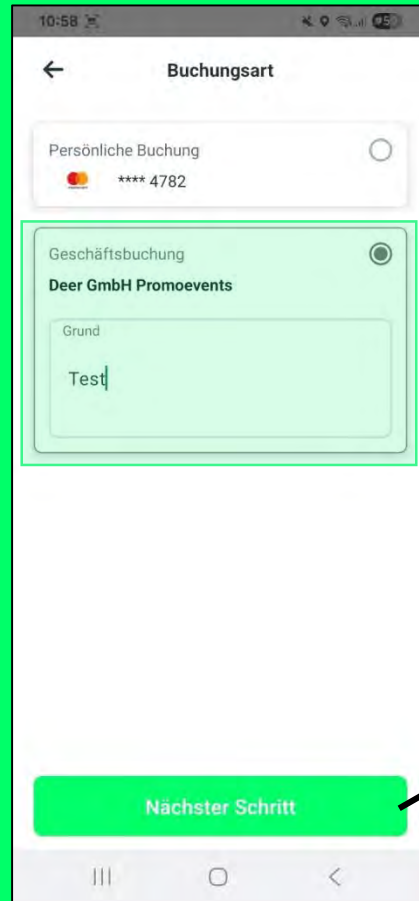 10:58
Buchungsart
Persönliche Buchung
**** 4782
Geschäftsbuchung
Deer GmbH Promoevents
Grund
Test
Nächster Schritt